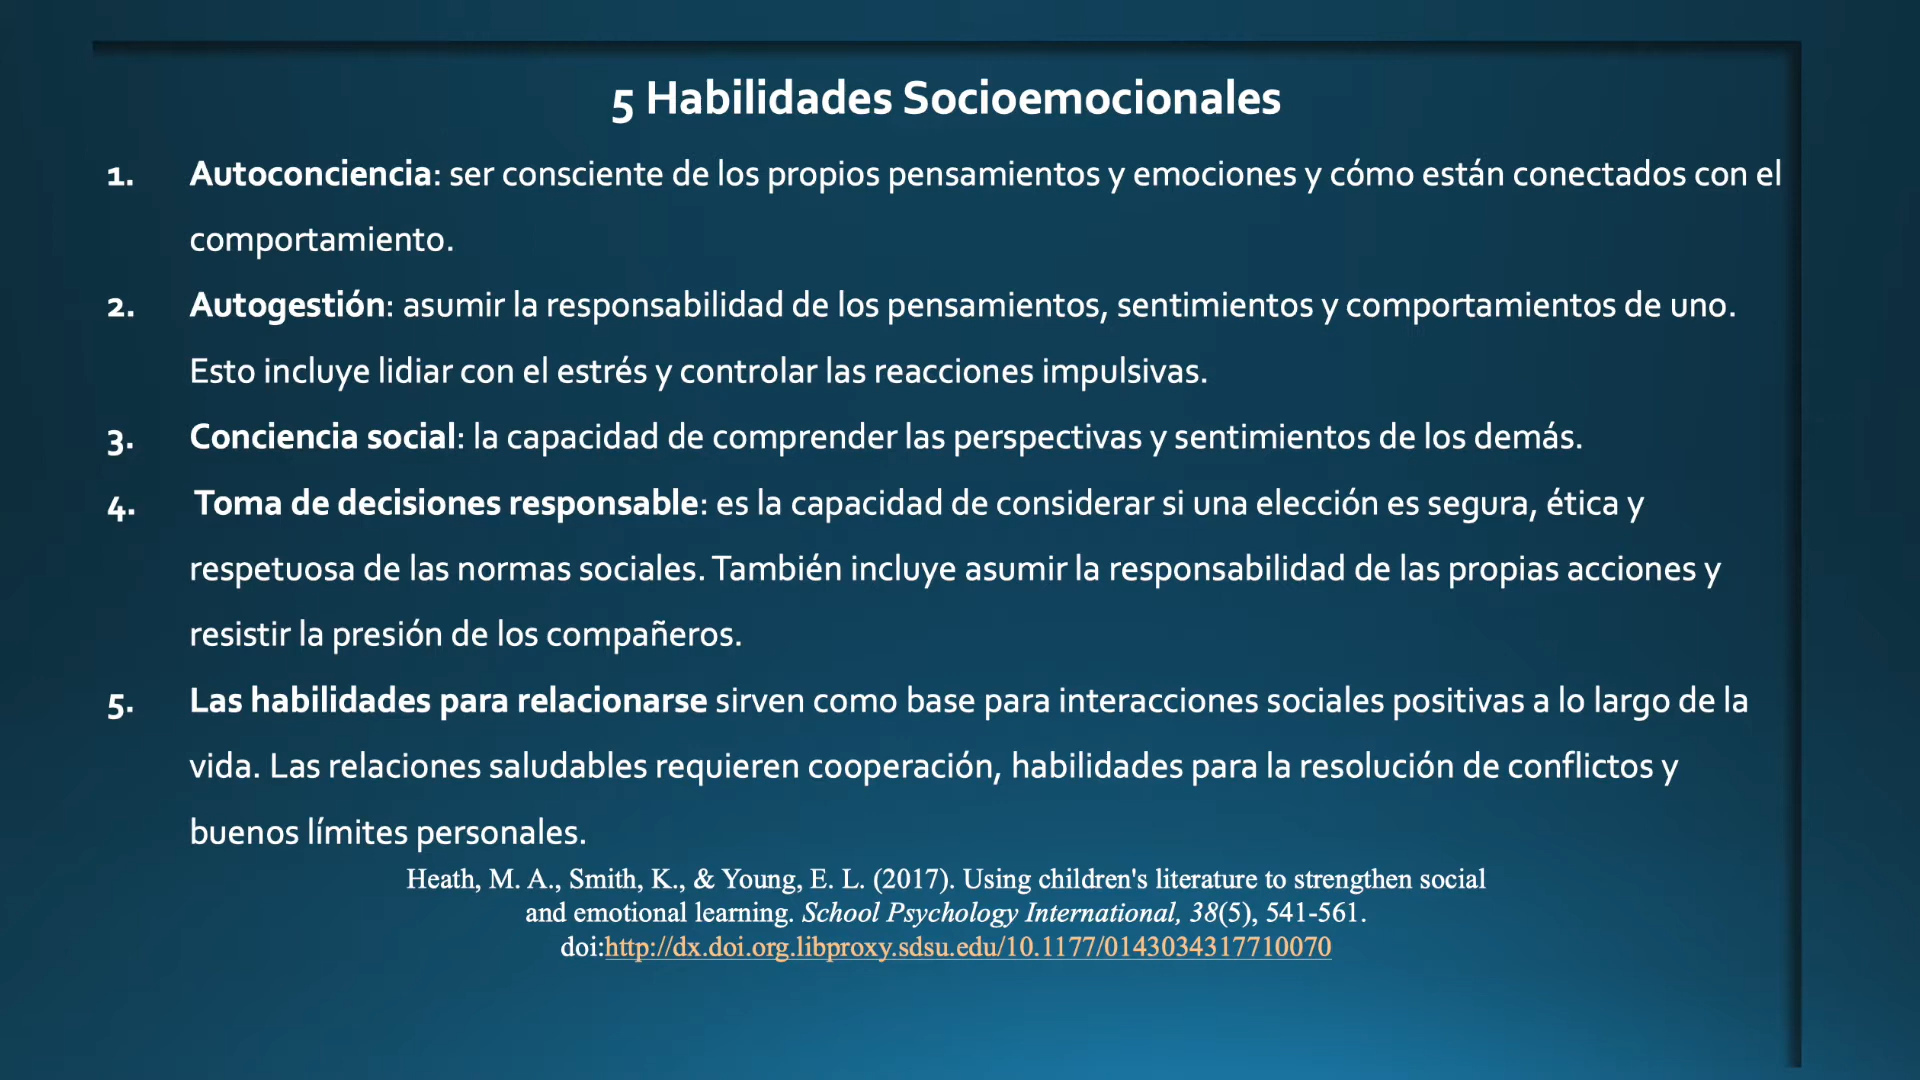 5 Habilidades Socioemocionales
1. Autoconciencia: ser consciente de los propios pensamientos y emociones y cómo están conectados con el
comportamiento.
2. Autogestión: asumir la responsabilidad de los pensamientos, sentimientos y comportamientos de uno.
Esto incluye lidiar con el estrés y controlar las reacciones impulsivas.
3. Conciencia social: la capacidad de comprender las perspectivas y sentimientos de los demás.
4. Toma de decisiones responsable: es la capacidad de considerar si una elección es segura, ética y
respetuosa de las normas sociales. También incluye asumir la responsabilidad de las propias acciones y
resistir la presión de los compañeros.
5. Las habilidades para relacionarse sirven como base para interacciones sociales positivas a lo largo de la
vida. Las relaciones saludables requieren cooperación, habilidades para la resolución de conflictos y
buenos límites personales.
Heath, M. A., Smith, K., & Young, E. L. (2017). Using children's literature to strengthen social
and emotional learning. School Psychology International, 38(5), 541-561.
doi:http://dx.doi.org.libproxy.sdsu.edu/10.1177/0143034317710070